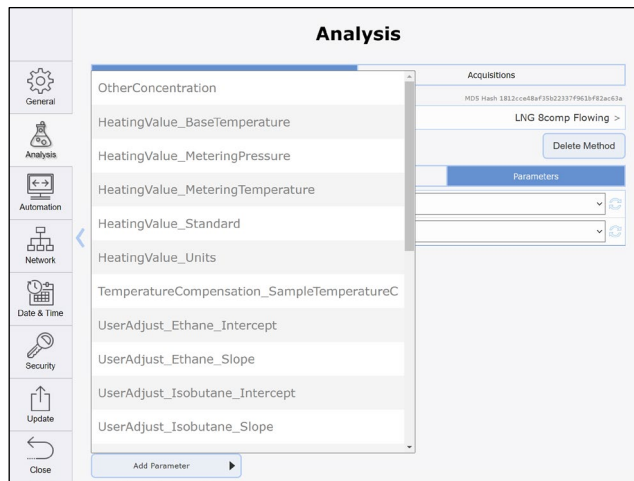 Analysis
General
Analysis
Automation
Network
Date & Time
Security
Update
Close
Acquisitions
MD5 Hash 1812cce48af35b22337f961bf82ac63a
LNG 8comp Flowing >
Delete Method
Parameters
OtherConcentration
HeatingValue_BaseTemperature
HeatingValue_MeteringPressure
HeatingValue_MeteringTemperature
HeatingValue_Standard
HeatingValue_Units
TemperatureCompensation_SampleTemperatureC
UserAdjust_Ethane_Intercept
UserAdjust_Ethane_Slope
UserAdjust_Isobutane_Intercept
UserAdjust_Isobutane_Slope
Add Parameter